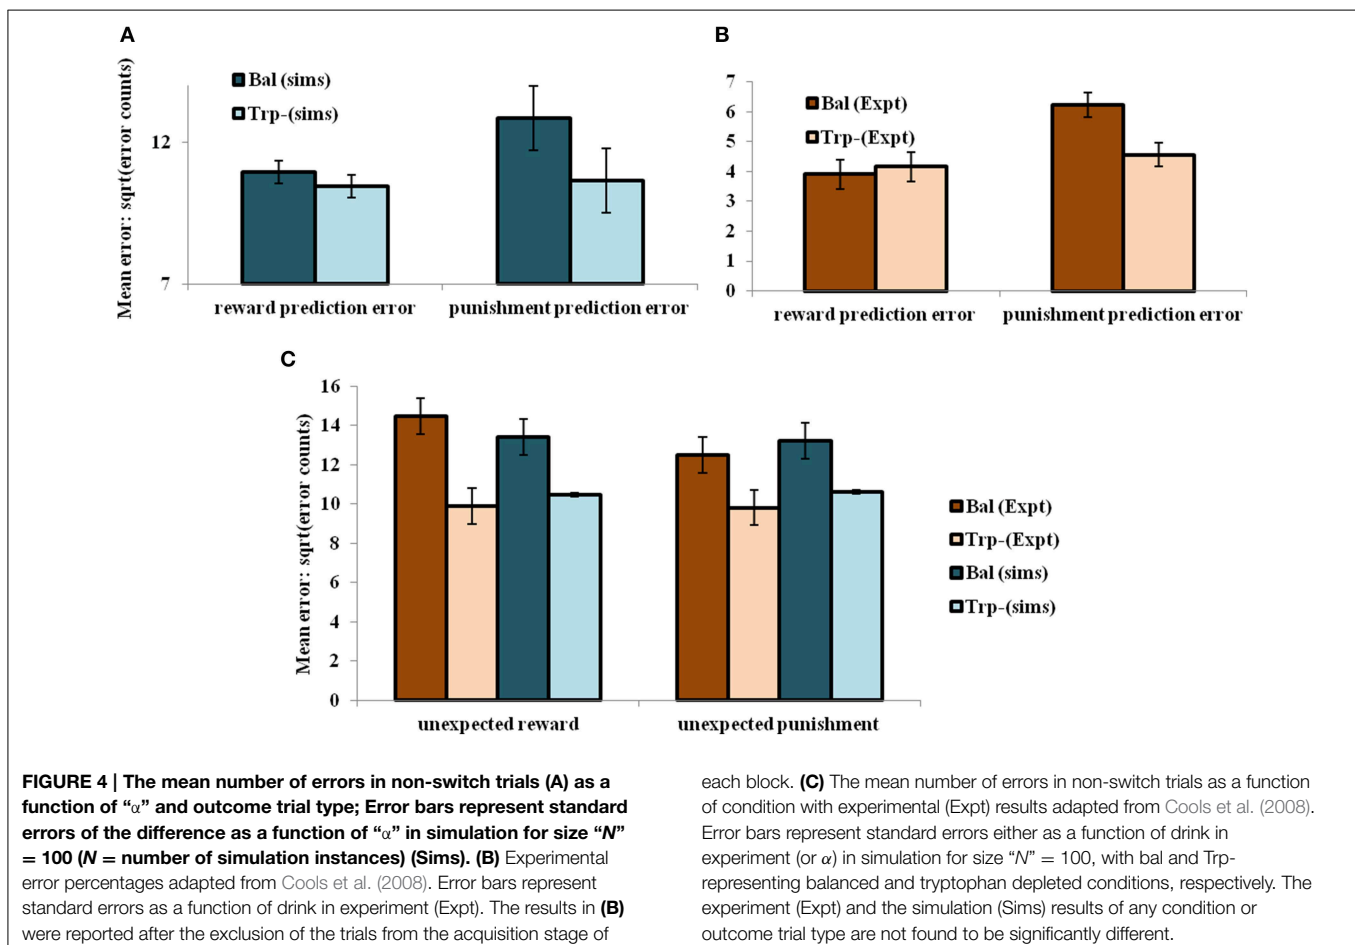 A
Mean error: sqrt(error counts)
12
7
Bal (sims)
Trp-(sims)
reward prediction error
punishment prediction error
B
7
6
5
4
3
2
1
0
Bal (Expt)
Trp-(Expt)
reward prediction error
punishment prediction error
C
Mean error: sqrt(error counts)
16
14
12
10
8
6
4
2
0
unexpected reward
unexpected punishment
Bal (Expt)
Trp-(Expt)
Bal (sims)
Trp-(sims)
FIGURE 4 | The mean number of errors in non-switch trials (A) as a
function of “α” and outcome trial type; Error bars represent standard
errors of the difference as a function of “α” in simulation for size “N”
= 100 (N = number of simulation instances) (Sims). (B) Experimental
error percentages adapted from Cools et al. (2008). Error bars represent
standard errors as a function of drink in experiment (Expt). The results in (B)
were reported after the exclusion of the trials from the acquisition stage of
each block. (C) The mean number of errors in non-switch trials as a function
of condition with experimental (Expt) results adapted from Cools et al. (2008).
Error bars represent standard errors either as a function of drink in
experiment (or α) in simulation for size “N” = 100, with bal and Trp-
representing balanced and tryptophan depleted conditions, respectively. The
experiment (Expt) and the simulation (Sims) results of any condition or
outcome trial type are not found to be significantly different.